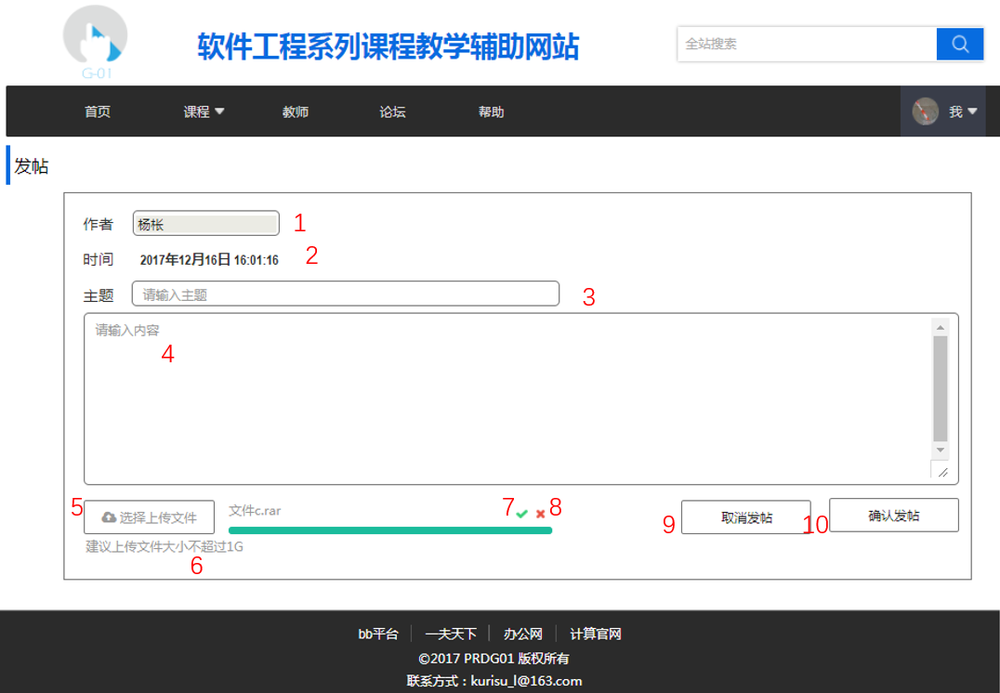 G-01
软件工程系列课程教学辅助网站
全站搜索
首页 课程 教师 论坛 帮助 我
发帖
作者 杨枨 1
时间 2017年12月16日 16:01:16 2
主题 请输入主题 3
请输入内容
4
5 选择上传文件 文件c.rar 7 8 9 取消发帖 10 确认发帖
建议上传文件大小不超过1G
6
bb平台 一夫天下 办公网 计算官网
©2017 PRDG01 版权所有
联系方式：kurisu_l@163.com